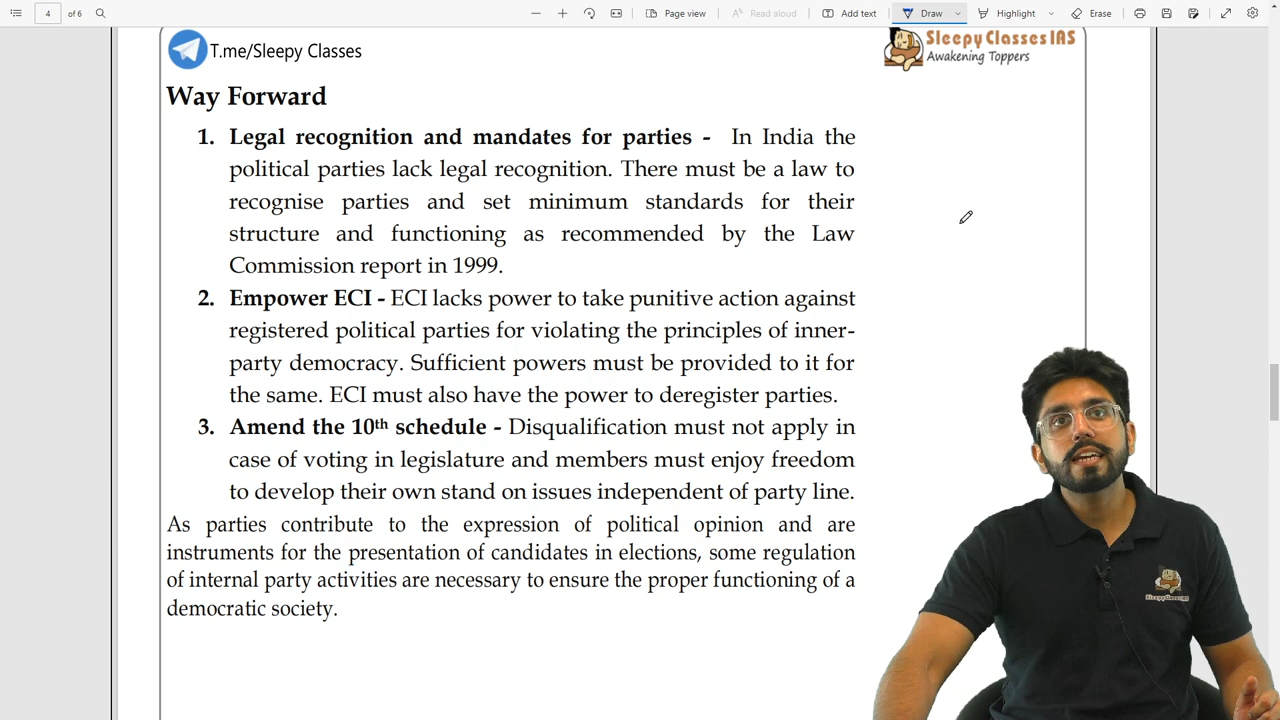 4 of 6 Page view Read aloud Add text Draw Highlight Erase
T.me/Sleepy Classes
Sleepy Classes IAS
Awakening Toppers
Way Forward
1. Legal recognition and mandates for parties - In India the
political parties lack legal recognition. There must be a law to
recognise parties and set minimum standards for their
structure and functioning as recommended by the Law
Commission report in 1999.
2. Empower ECI - ECI lacks power to take punitive action against
registered political parties for violating the principles of inner-
party democracy. Sufficient powers must be provided to it for
the same. ECI must also have the power to deregister parties.
3. Amend the 10th schedule - Disqualification must not apply in
case of voting in legislature and members must enjoy freedom
to develop their own stand on issues independent of party line.
As parties contribute to the expression of political opinion and are
instruments for the presentation of candidates in elections, some regulation
of internal party activities are necessary to ensure the proper functioning of a
democratic society.
SleepyClasses IAS